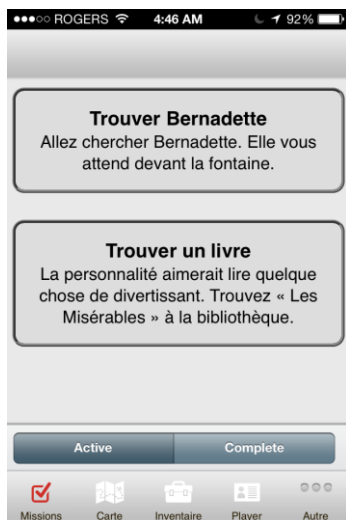 ROGERS 4:46 AM 92%
Trouver Bernadette
Allez chercher Bernadette. Elle vous
attend devant la fontaine.
Trouver un livre
La personnalité aimerait lire quelque
chose de divertissant. Trouvez « Les
Misérables » à la bibliothèque.
Active Complete
Missions Carte Inventaire Player Autre